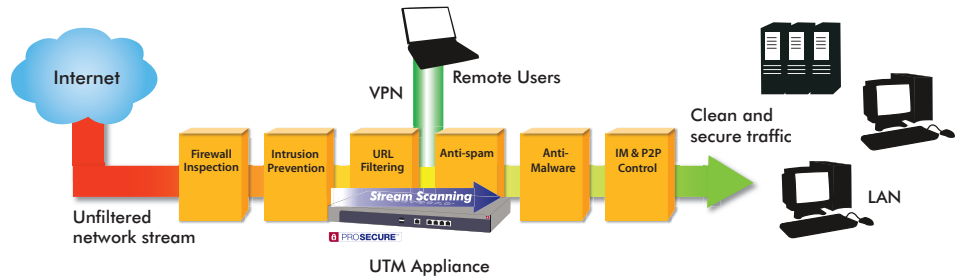 Internet
VPN
Remote Users
Clean and
secure traffic
Firewall
Inspection
Intrusion
Prevention
URL
Filtering
Anti-spam
Anti-
Malware
IM & P2P
Control
Stream Scanning
LAN
Unfiltered
network stream
PROSECURE™
UTM Appliance